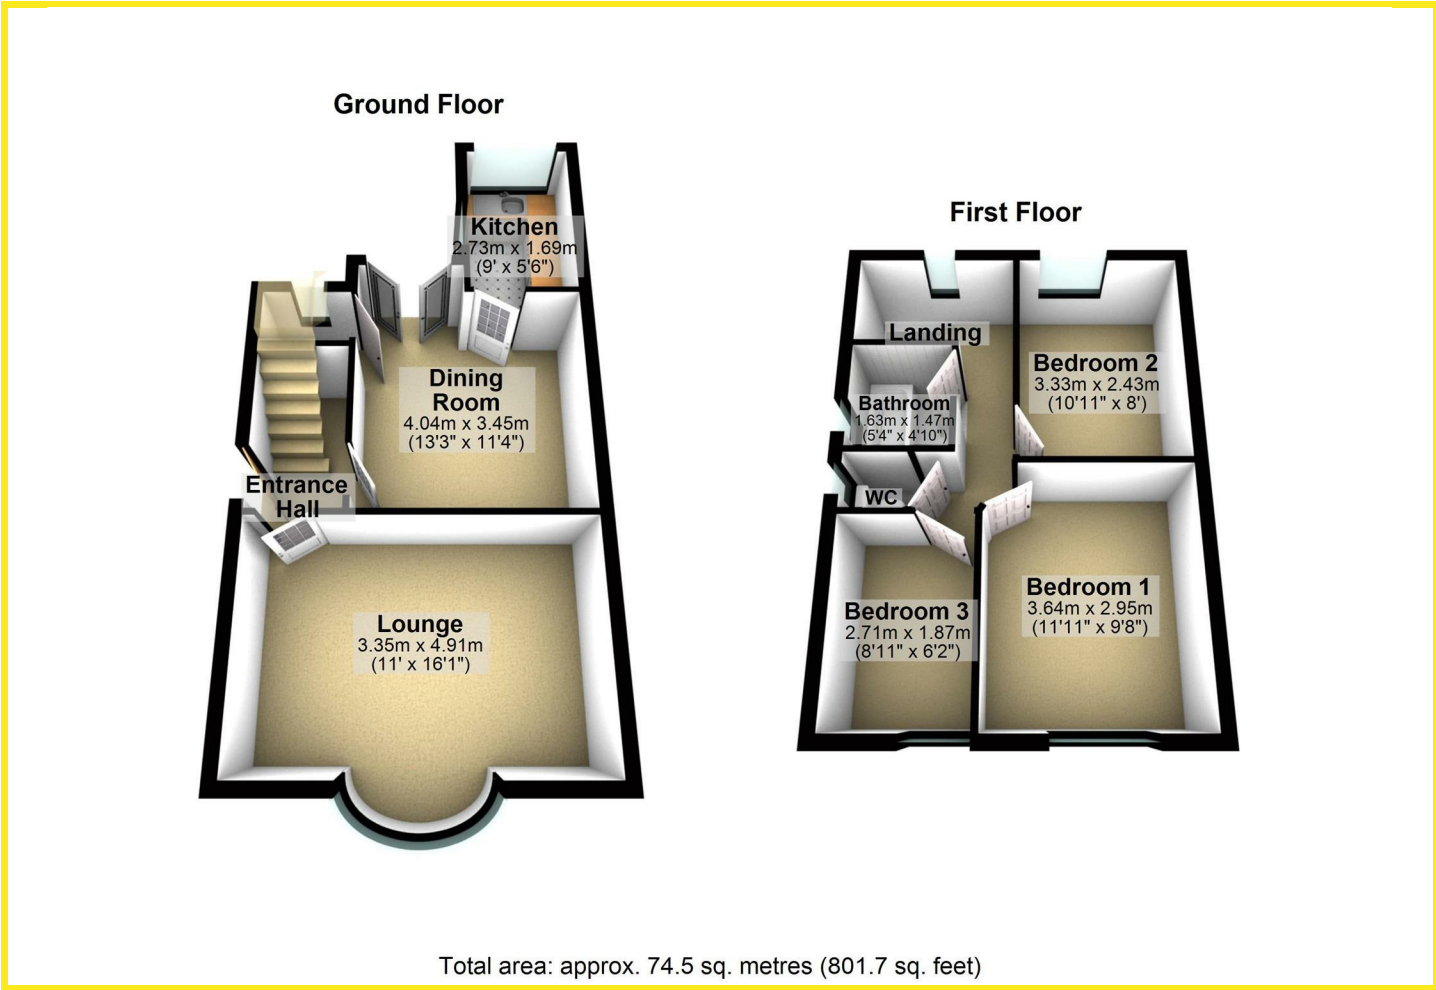 Ground Floor
Kitchen
2.73m x 1.69m
(9' x 5'6")
Dining
Room
4.04m x 3.45m
(13'3" x 11'4")
Entrance
Hall
Lounge
3.35m x 4.91m
(11' x 16'1")
First Floor
Landing
Bedroom 2
3.33m x 2.43m
(10'11" x 8')
Bathroom
1.63m x 1.47m
(5'4" x 4'10")
WC
Bedroom 1
3.64m x 2.95m
(11'11" x 9'8")
Bedroom 3
2.71m x 1.87m
(8'11" x 6'2")
Total area: approx. 74.5 sq. metres (801.7 sq. feet)